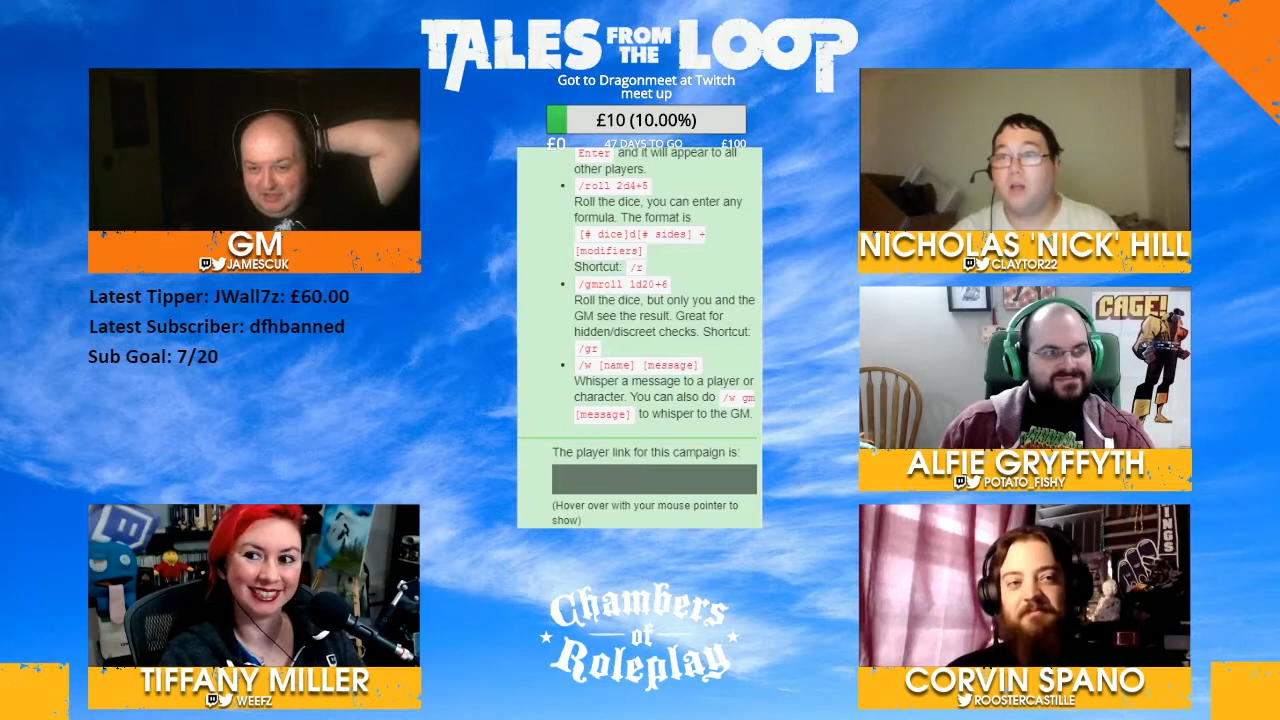 TALES FROM THE LOOP
Got to Dragonmeet at Twitch
meet up
£10 (10.00%)
£0 47 DAYS TO GO £100
GM
JAMESCUK
Latest Tipper: JWall7z: £60.00
Latest Subscriber: dfhbanned
Sub Goal: 7/20
TIFFANY MILLER
WEEFZ
Enter and it will appear to all
other players.
/roll 2d4+5
Roll the dice, you can enter any
formula. The format is
[# dice]d[# sides] +
[modifiers]
Shortcut: /r
/gmroll 1d20+6
Roll the dice, but only you and the
GM see the result. Great for
hidden/discreet checks. Shortcut:
/gr
/w [name] [message]
Whisper a message to a player or
character. You can also do /w gm
[message] to whisper to the GM.
The player link for this campaign is:
(Hover over with your mouse pointer to
show)
Chambers
of
Roleplay
NICHOLAS 'NICK' HILL
CLAYTOR22
CAGE!
ALFIE GRYFFYTH
POTATO_FISHY
INGS
CORVIN SPANO
ROOSTERCASTILLE